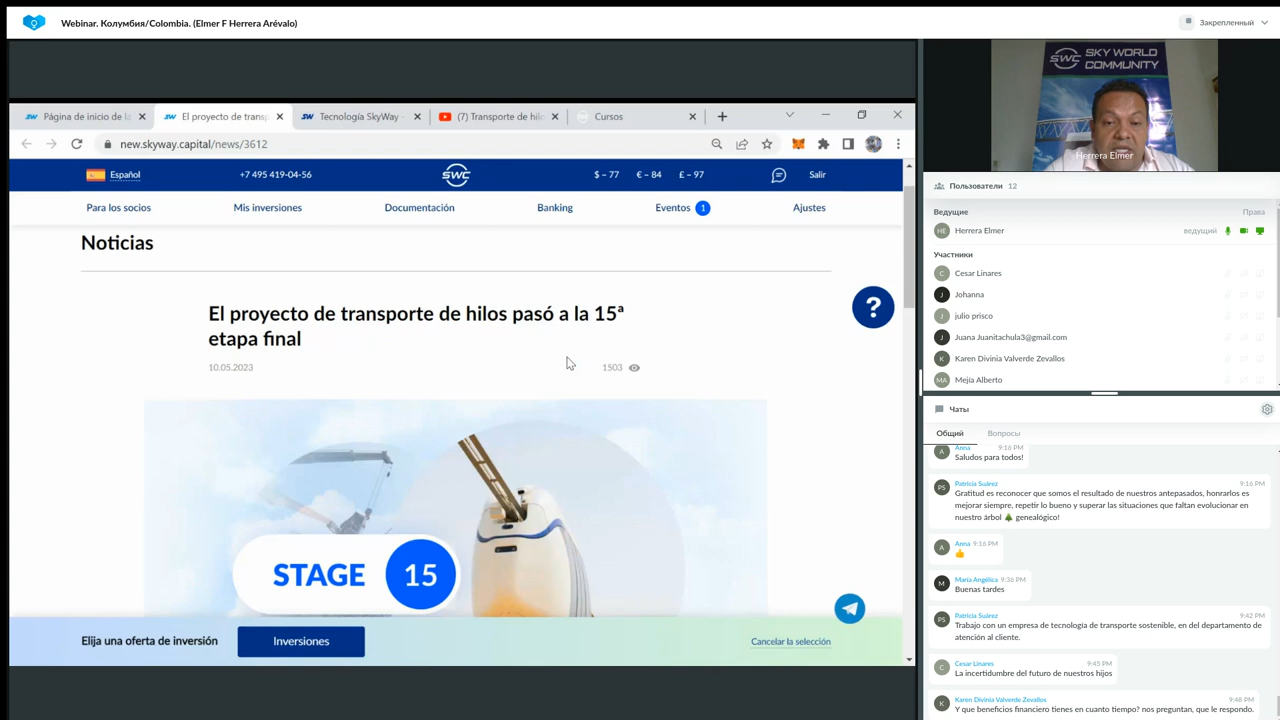 Webinar. Колумбия/Colombia. (Elmer F Herrera Arévalo)
Закрепленный
Página de inicio de la
El proyecto de transp
Tecnología SkyWay -
(7) Transporte de hilo
Cursos
new.skyway.capital/news/3612
Español
+7 495 419-04-56
SWC
$ – 77
€ – 84
£ – 97
Salir
Para los socios
Mis inversiones
Documentación
Banking
Eventos 1
Ajustes
Noticias
El proyecto de transporte de hilos pasó a la 15ª
etapa final
10.05.2023
1503
?
STAGE 15
Elija una oferta de inversión
Inversiones
Cancelar la selección
SWC SKY WORLD
COMMUNITY
Herrera Elmer
Пользователи 12
Ведущие
Права
HE Herrera Elmer
ведущий
Участники
C Cesar Linares
J Johanna
J julio prisco
J Juana Juanitachula3@gmail.com
K Karen Divinia Valverde Zevallos
MA Mejía Alberto
Чаты
Общий
Вопросы
A Anna 9:16 PM
Saludos para todos!
PS Patricia Suárez 9:16 PM
Gratitud es reconocer que somos el resultado de nuestros antepasados, honrarlos es
mejorar siempre, repetir lo bueno y superar las situaciones que faltan evolucionar en
nuestro árbol 🌲 genealógico!
A Anna 9:16 PM
👍
M María Angélica 9:36 PM
Buenas tardes
PS Patricia Suárez 9:42 PM
Trabajo con un empresa de tecnología de transporte sostenible, en del departamento de
atención al cliente.
C Cesar Linares 9:45 PM
La incertidumbre del futuro de nuestros hijos
K Karen Divinia Valverde Zevallos 9:48 PM
Y que beneficios financiero tienes en cuanto tiempo? nos preguntan, que le respondo.